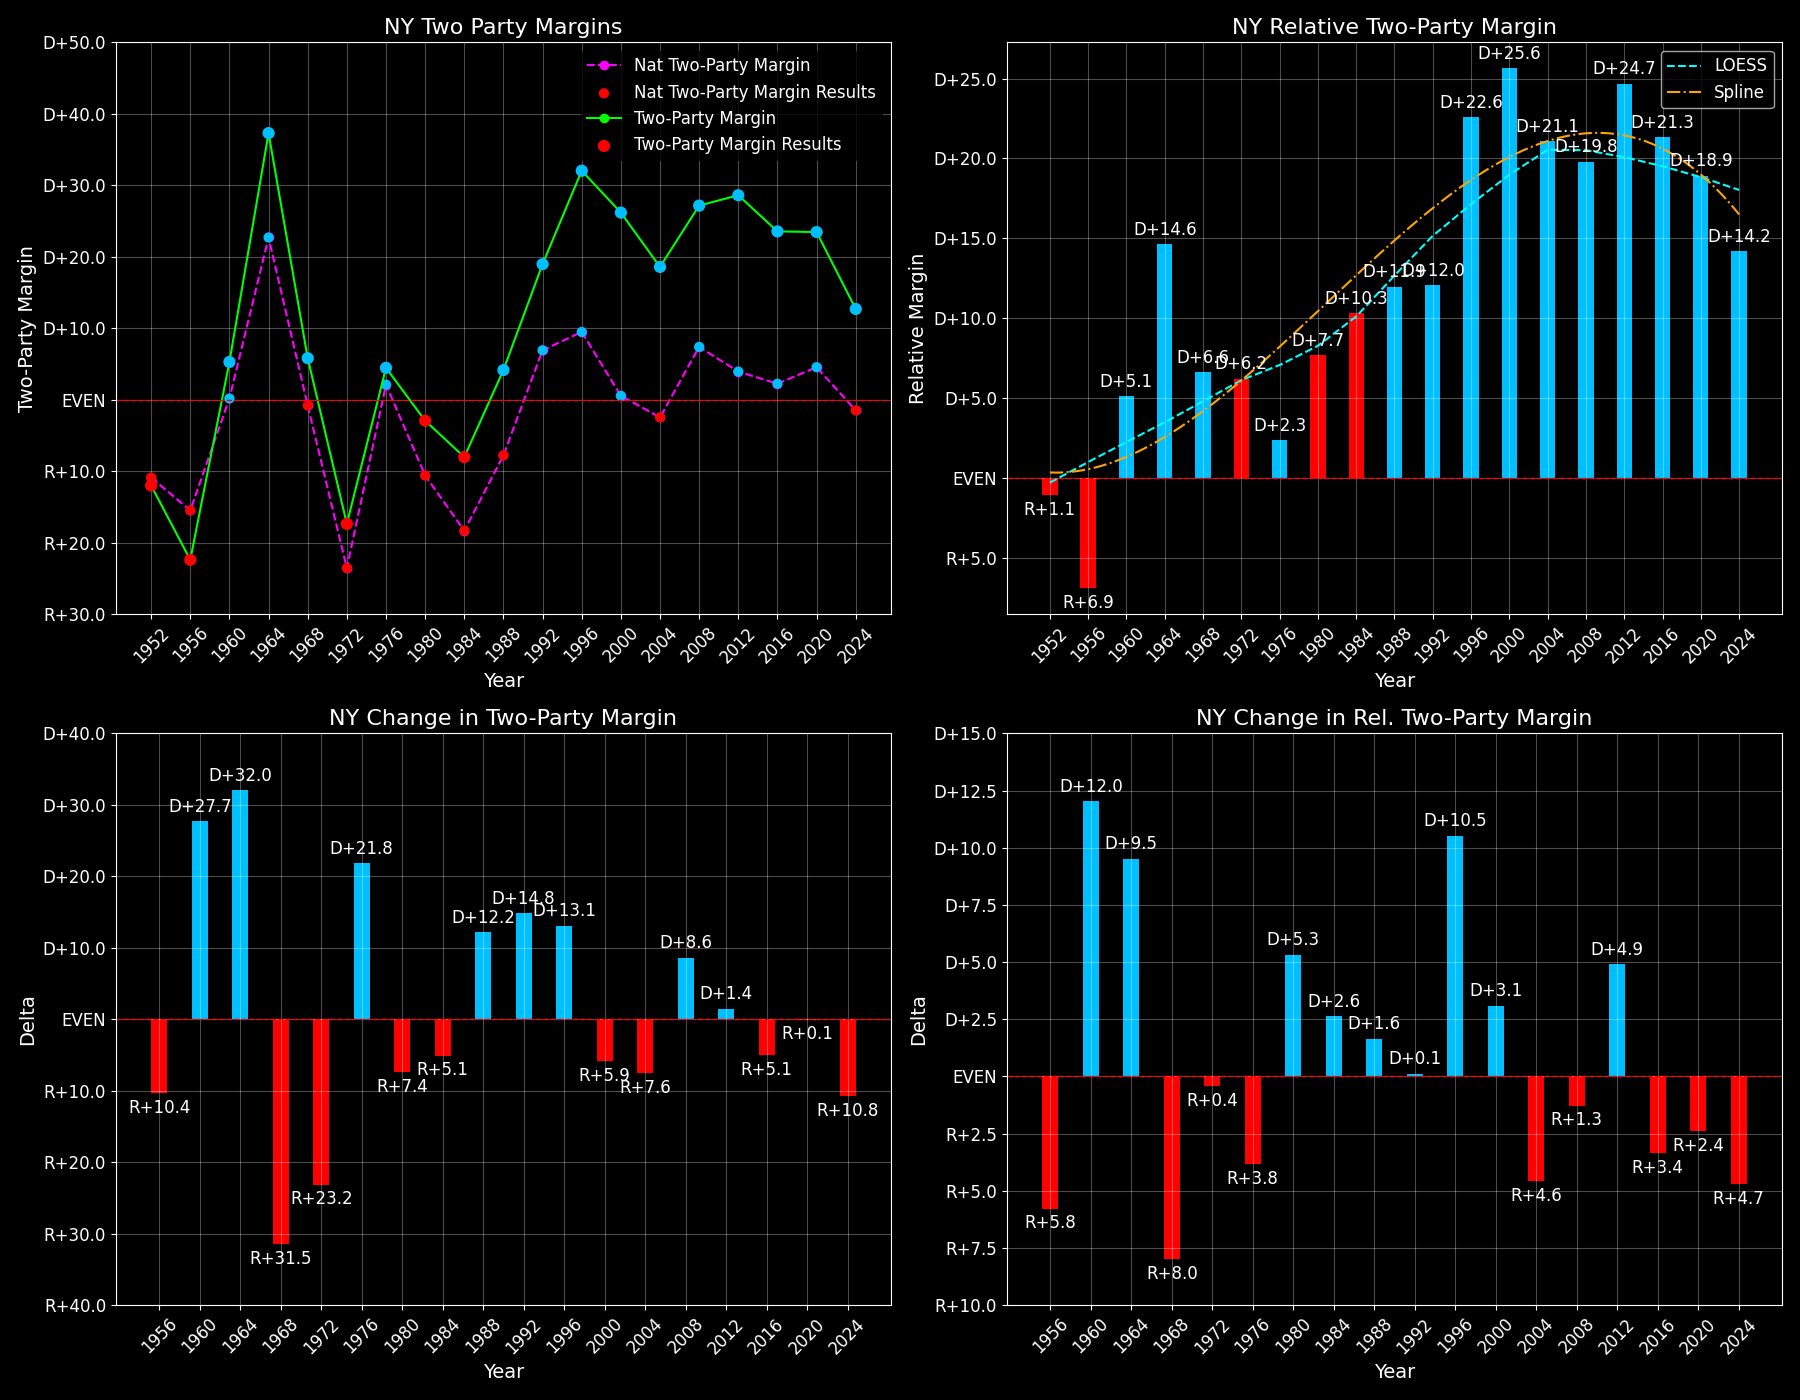 NY Two Party Margins
D+50.0
D+40.0
D+30.0
D+20.0
D+10.0
EVEN
R+10.0
R+20.0
R+30.0
Two-Party Margin
Nat Two-Party Margin
Nat Two-Party Margin Results
Two-Party Margin
Two-Party Margin Results
1952 1956 1960 1964 1968 1972 1976 1980 1984 1988 1992 1996 2000 2004 2008 2012 2016 2020 2024
Year
NY Relative Two-Party Margin
D+25.0
D+20.0
D+15.0
D+10.0
D+5.0
EVEN
R+5.0
Relative Margin
LOESS
Spline
R+1.1
R+6.9
D+5.1
D+14.6
D+6.6
D+6.2
D+2.3
D+7.7
D+10.3
D+11.9
D+12.0
D+22.6
D+25.6
D+21.1
D+19.8
D+24.7
D+21.3
D+18.9
D+14.2
1952 1956 1960 1964 1968 1972 1976 1980 1984 1988 1992 1996 2000 2004 2008 2012 2016 2020 2024
Year
NY Change in Two-Party Margin
D+40.0
D+30.0
D+20.0
D+10.0
EVEN
R+10.0
R+20.0
R+30.0
R+40.0
Delta
R+10.4
D+27.7
D+32.0
R+31.5
R+23.2
D+21.8
R+7.4
R+5.1
D+12.2
D+14.8
D+13.1
R+5.9
R+7.6
D+8.6
D+1.4
R+5.1
R+0.1
R+10.8
1956 1960 1964 1968 1972 1976 1980 1984 1988 1992 1996 2000 2004 2008 2012 2016 2020 2024
Year
NY Change in Rel. Two-Party Margin
D+15.0
D+12.5
D+10.0
D+7.5
D+5.0
D+2.5
EVEN
R+2.5
R+5.0
R+7.5
R+10.0
Delta
R+5.8
D+12.0
D+9.5
R+8.0
R+0.4
R+3.8
D+5.3
D+2.6
D+1.6
D+0.1
D+10.5
D+3.1
R+4.6
R+1.3
D+4.9
R+3.4
R+2.4
R+4.7
1956 1960 1964 1968 1972 1976 1980 1984 1988 1992 1996 2000 2004 2008 2012 2016 2020 2024
Year